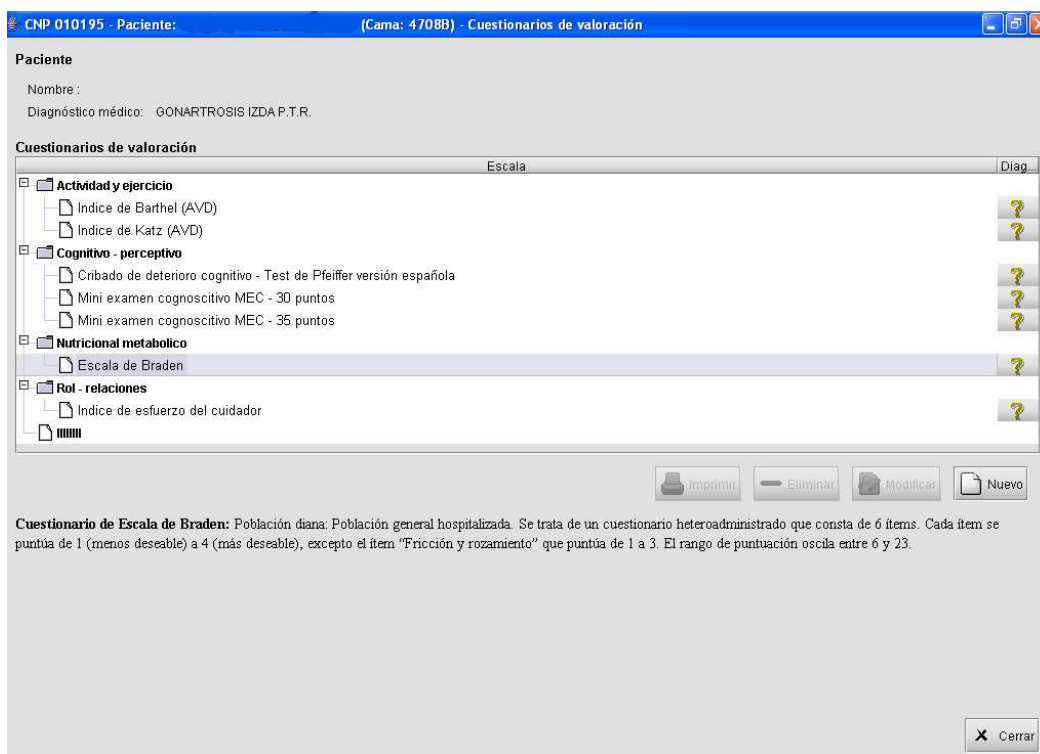 CNP 010195 - Paciente: (Cama: 4708B) - Cuestionarios de valoración
Paciente
Nombre :
Diagnóstico médico: GONARTROSIS IZDA P.T.R.
Cuestionarios de valoración
Escala Diag...
Actividad y ejercicio
Indice de Barthel (AVD)
Indice de Katz (AVD)
Cognitivo - perceptivo
Cribado de deterioro cognitivo - Test de Pfeiffer versión española
Mini examen cognoscitivo MEC - 30 puntos
Mini examen cognoscitivo MEC - 35 puntos
Nutricional metabolico
Escala de Braden
Rol - relaciones
Indice de esfuerzo del cuidador
Imprimir Eliminar Modificar Nuevo
Cuestionario de Escala de Braden: Población diana: Población general hospitalizada. Se trata de un cuestionario heteroadministrado que consta de 6 ítems. Cada ítem se
puntúa de 1 (menos deseable) a 4 (más deseable), excepto el ítem “Fricción y rozamiento” que puntúa de 1 a 3. El rango de puntuación oscila entre 6 y 23.
Cerrar